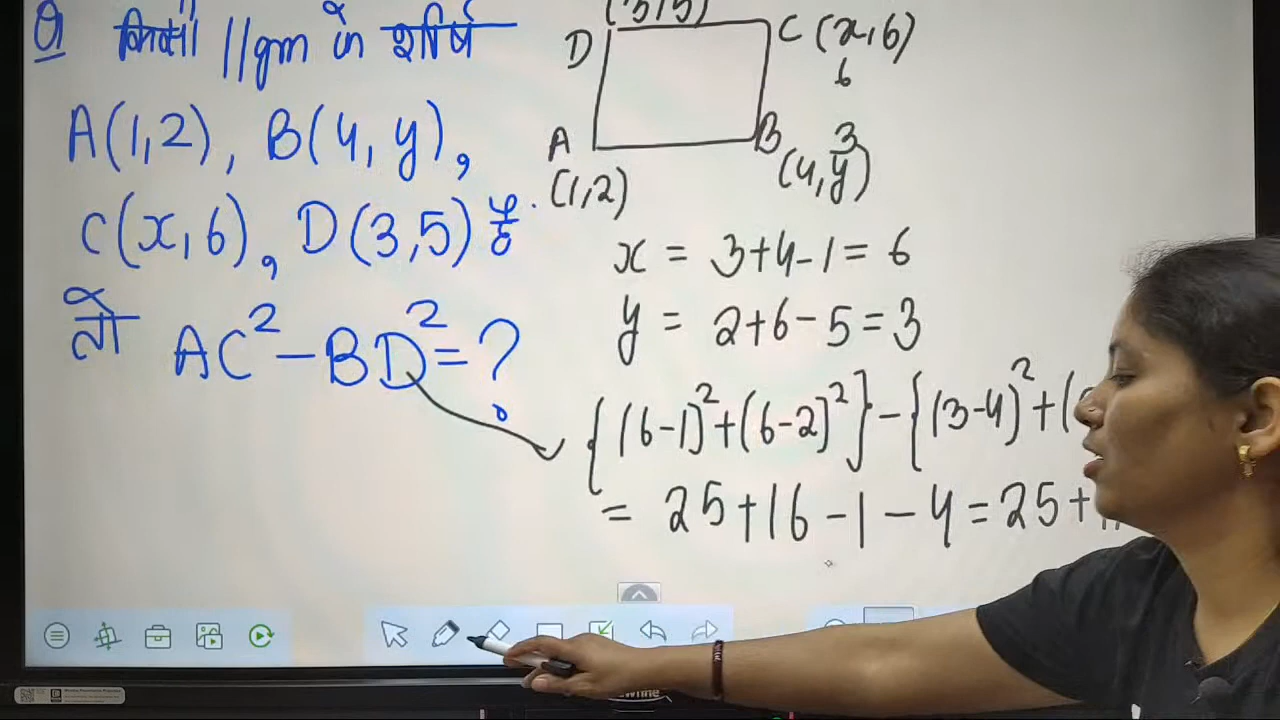 Q किसी //gm के शीर्ष
A(1,2), B(4, y),
C(x,6), D(3,5) है.
तो AC² - BD² = ?
D
C (x,6)
6
A
(1,2)
B
3
(4, y)
x = 3+4-1 = 6
y = 2+6-5 = 3
{(6-1)²+(6-2)²} - {(3-4)²+(
= 25+16-1-4 = 25+